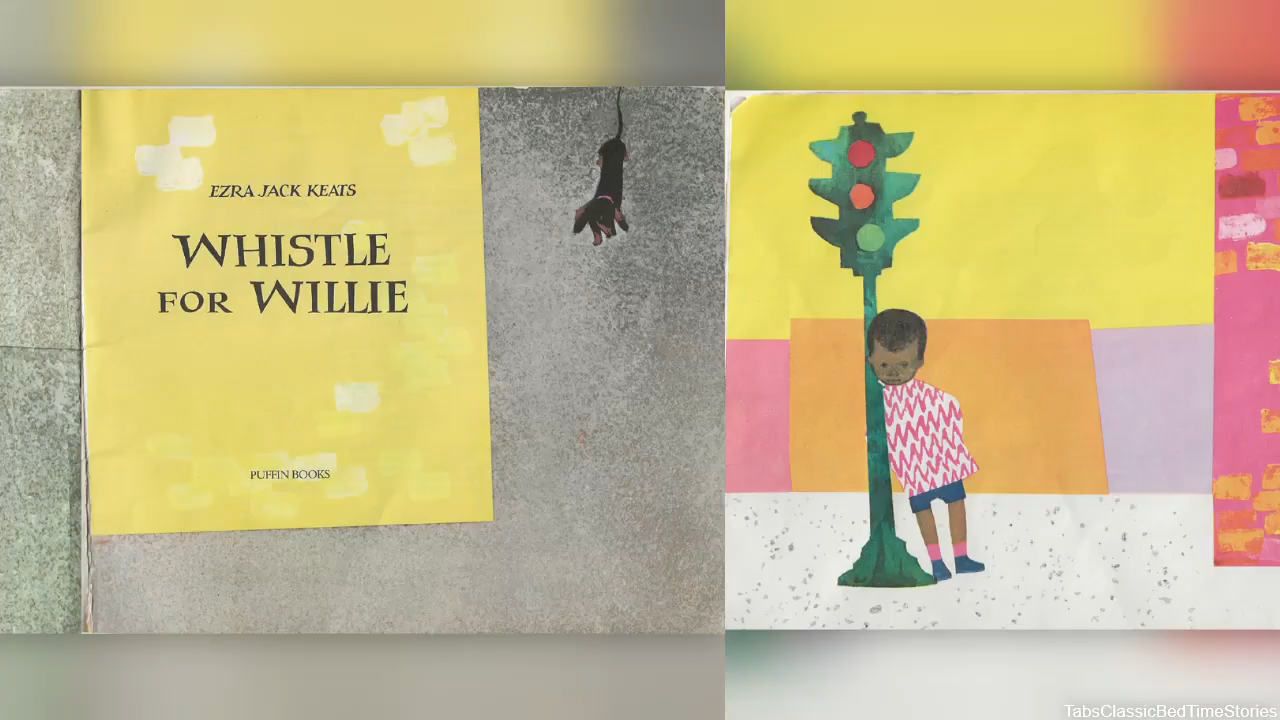 EZRA JACK KEATS
WHISTLE
FOR WILLIE
PUFFIN BOOKS
TabsClassicBedTimeStories